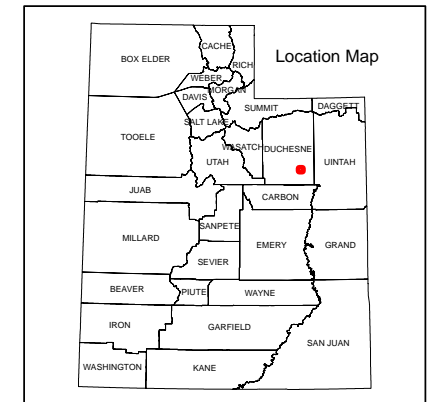 Location Map
BOX ELDER
CACHE
RICH
WEBER
MORGAN
DAVIS
SUMMIT
DAGGETT
SALT LAKE
TOOELE
WASATCH
DUCHESNE
UTAH
UINTAH
JUAB
CARBON
SANPETE
MILLARD
EMERY
GRAND
SEVIER
BEAVER
PIUTE
WAYNE
IRON
GARFIELD
SAN JUAN
WASHINGTON
KANE